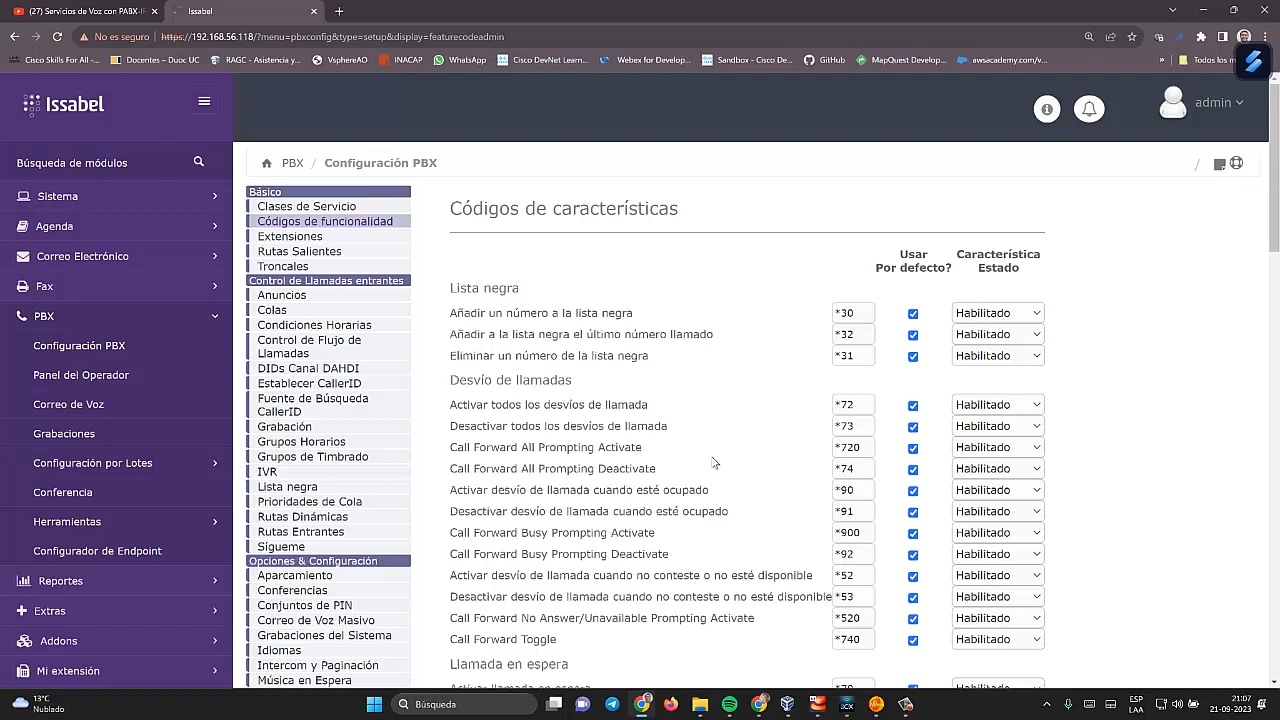 (27) Servicios de Voz con PABX-IP
Issabel
No es seguro
https://192.168.56.118/?menu=pbxconfig&type=setup&display=featurecodeadmin
Cisco Skills For All -...
Docentes – Duoc UC
RAGC - Asistencia y...
VsphereAO
INACAP
WhatsApp
Cisco DevNet Learn...
Webex for Develop...
Sandbox - Cisco De...
GitHub
MapQuest Develop...
awsacademy.com/v...
»
Todos los m
Issabel
admin
Búsqueda de módulos
Sistema
Agenda
Correo Electrónico
Fax
PBX
Configuración PBX
Panel del Operador
Correo de Voz
Grabaciones
Configuración por Lotes
Conferencia
Herramientas
Configurador de Endpoint
Reportes
Extras
Addons
Mi extensión
PBX / Configuración PBX
/
Básico
Clases de Servicio
Códigos de funcionalidad
Extensiones
Rutas Salientes
Troncales
Control de Llamadas entrantes
Anuncios
Colas
Condiciones Horarias
Control de Flujo de
Llamadas
DIDs Canal DAHDI
Establecer CallerID
Fuente de Búsqueda
CallerID
Grabación
Grupos Horarios
Grupos de Timbrado
IVR
Lista negra
Prioridades de Cola
Rutas Dinámicas
Rutas Entrantes
Sígueme
Opciones & Configuración
Aparcamiento
Conferencias
Conjuntos de PIN
Correo de Voz Masivo
Grabaciones del Sistema
Idiomas
Intercom y Paginación
Música en Espera
Códigos de características
Usar
Por defecto?
Característica
Estado
Lista negra
Añadir un número a la lista negra *30 Habilitado
Añadir a la lista negra el último número llamado *32 Habilitado
Eliminar un número de la lista negra *31 Habilitado
Desvío de llamadas
Activar todos los desvíos de llamada *72 Habilitado
Desactivar todos los desvíos de llamada *73 Habilitado
Call Forward All Prompting Activate *720 Habilitado
Call Forward All Prompting Deactivate *74 Habilitado
Activar desvío de llamada cuando esté ocupado *90 Habilitado
Desactivar desvío de llamada cuando esté ocupado *91 Habilitado
Call Forward Busy Prompting Activate *900 Habilitado
Call Forward Busy Prompting Deactivate *92 Habilitado
Activar desvío de llamada cuando no conteste o no esté disponible *52 Habilitado
Desactivar desvío de llamada cuando no conteste o no esté disponible *53 Habilitado
Call Forward No Answer/Unavailable Prompting Activate *520 Habilitado
Call Forward Toggle *740 Habilitado
Llamada en espera
13°C
Nublado
Búsqueda
ESP
LAA
21:07
21-09-2023